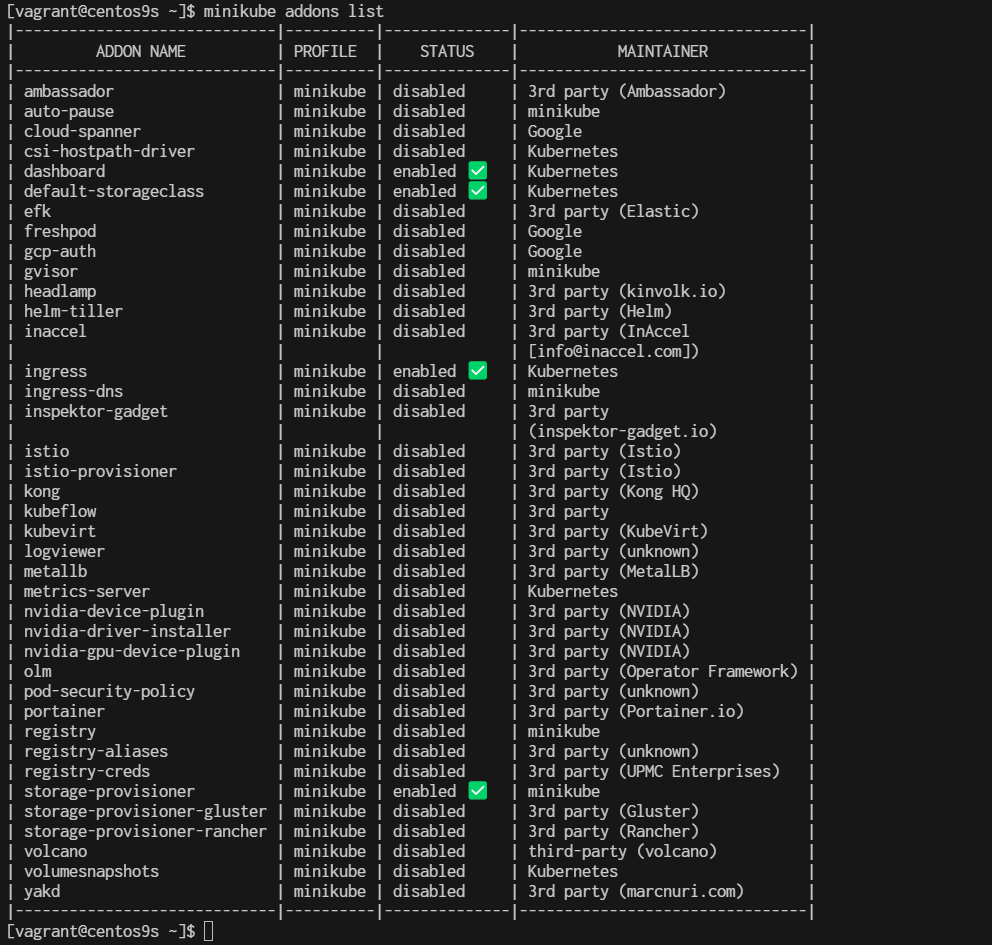 [vagrant@centos9s ~]$ minikube addons list
|-----------------------------|----------|--------------|--------------------------------|
|         ADDON NAME          | PROFILE  |    STATUS    |           MAINTAINER           |
|-----------------------------|----------|--------------|--------------------------------|
| ambassador                  | minikube | disabled     | 3rd party (Ambassador)         |
| auto-pause                  | minikube | disabled     | minikube                       |
| cloud-spanner               | minikube | disabled     | Google                         |
| csi-hostpath-driver         | minikube | disabled     | Kubernetes                     |
| dashboard                   | minikube | enabled ✅   | Kubernetes                     |
| default-storageclass        | minikube | enabled ✅   | Kubernetes                     |
| efk                         | minikube | disabled     | 3rd party (Elastic)            |
| freshpod                    | minikube | disabled     | Google                         |
| gcp-auth                    | minikube | disabled     | Google                         |
| gvisor                      | minikube | disabled     | minikube                       |
| headlamp                    | minikube | disabled     | 3rd party (kinvolk.io)         |
| helm-tiller                 | minikube | disabled     | 3rd party (Helm)               |
| inaccel                     | minikube | disabled     | 3rd party (InAccel             |
|                             |          |              | [info@inaccel.com])            |
| ingress                     | minikube | enabled ✅   | Kubernetes                     |
| ingress-dns                 | minikube | disabled     | minikube                       |
| inspektor-gadget            | minikube | disabled     | 3rd party                      |
|                             |          |              | (inspektor-gadget.io)          |
| istio                       | minikube | disabled     | 3rd party (Istio)              |
| istio-provisioner           | minikube | disabled     | 3rd party (Istio)              |
| kong                        | minikube | disabled     | 3rd party (Kong HQ)            |
| kubeflow                    | minikube | disabled     | 3rd party                      |
| kubevirt                    | minikube | disabled     | 3rd party (KubeVirt)           |
| logviewer                   | minikube | disabled     | 3rd party (unknown)            |
| metallb                     | minikube | disabled     | 3rd party (MetalLB)            |
| metrics-server              | minikube | disabled     | Kubernetes                     |
| nvidia-device-plugin        | minikube | disabled     | 3rd party (NVIDIA)             |
| nvidia-driver-installer     | minikube | disabled     | 3rd party (NVIDIA)             |
| nvidia-gpu-device-plugin    | minikube | disabled     | 3rd party (NVIDIA)             |
| olm                         | minikube | disabled     | 3rd party (Operator Framework) |
| pod-security-policy         | minikube | disabled     | 3rd party (unknown)            |
| portainer                   | minikube | disabled     | 3rd party (Portainer.io)       |
| registry                    | minikube | disabled     | minikube                       |
| registry-aliases            | minikube | disabled     | 3rd party (unknown)            |
| registry-creds              | minikube | disabled     | 3rd party (UPMC Enterprises)   |
| storage-provisioner         | minikube | enabled ✅   | minikube                       |
| storage-provisioner-gluster | minikube | disabled     | 3rd party (Gluster)            |
| storage-provisioner-rancher | minikube | disabled     | 3rd party (Rancher)            |
| volcano                     | minikube | disabled     | third-party (volcano)          |
| volumesnapshots             | minikube | disabled     | Kubernetes                     |
| yakd                        | minikube | disabled     | 3rd party (marcnuri.com)       |
|-----------------------------|----------|--------------|--------------------------------|
[vagrant@centos9s ~]$